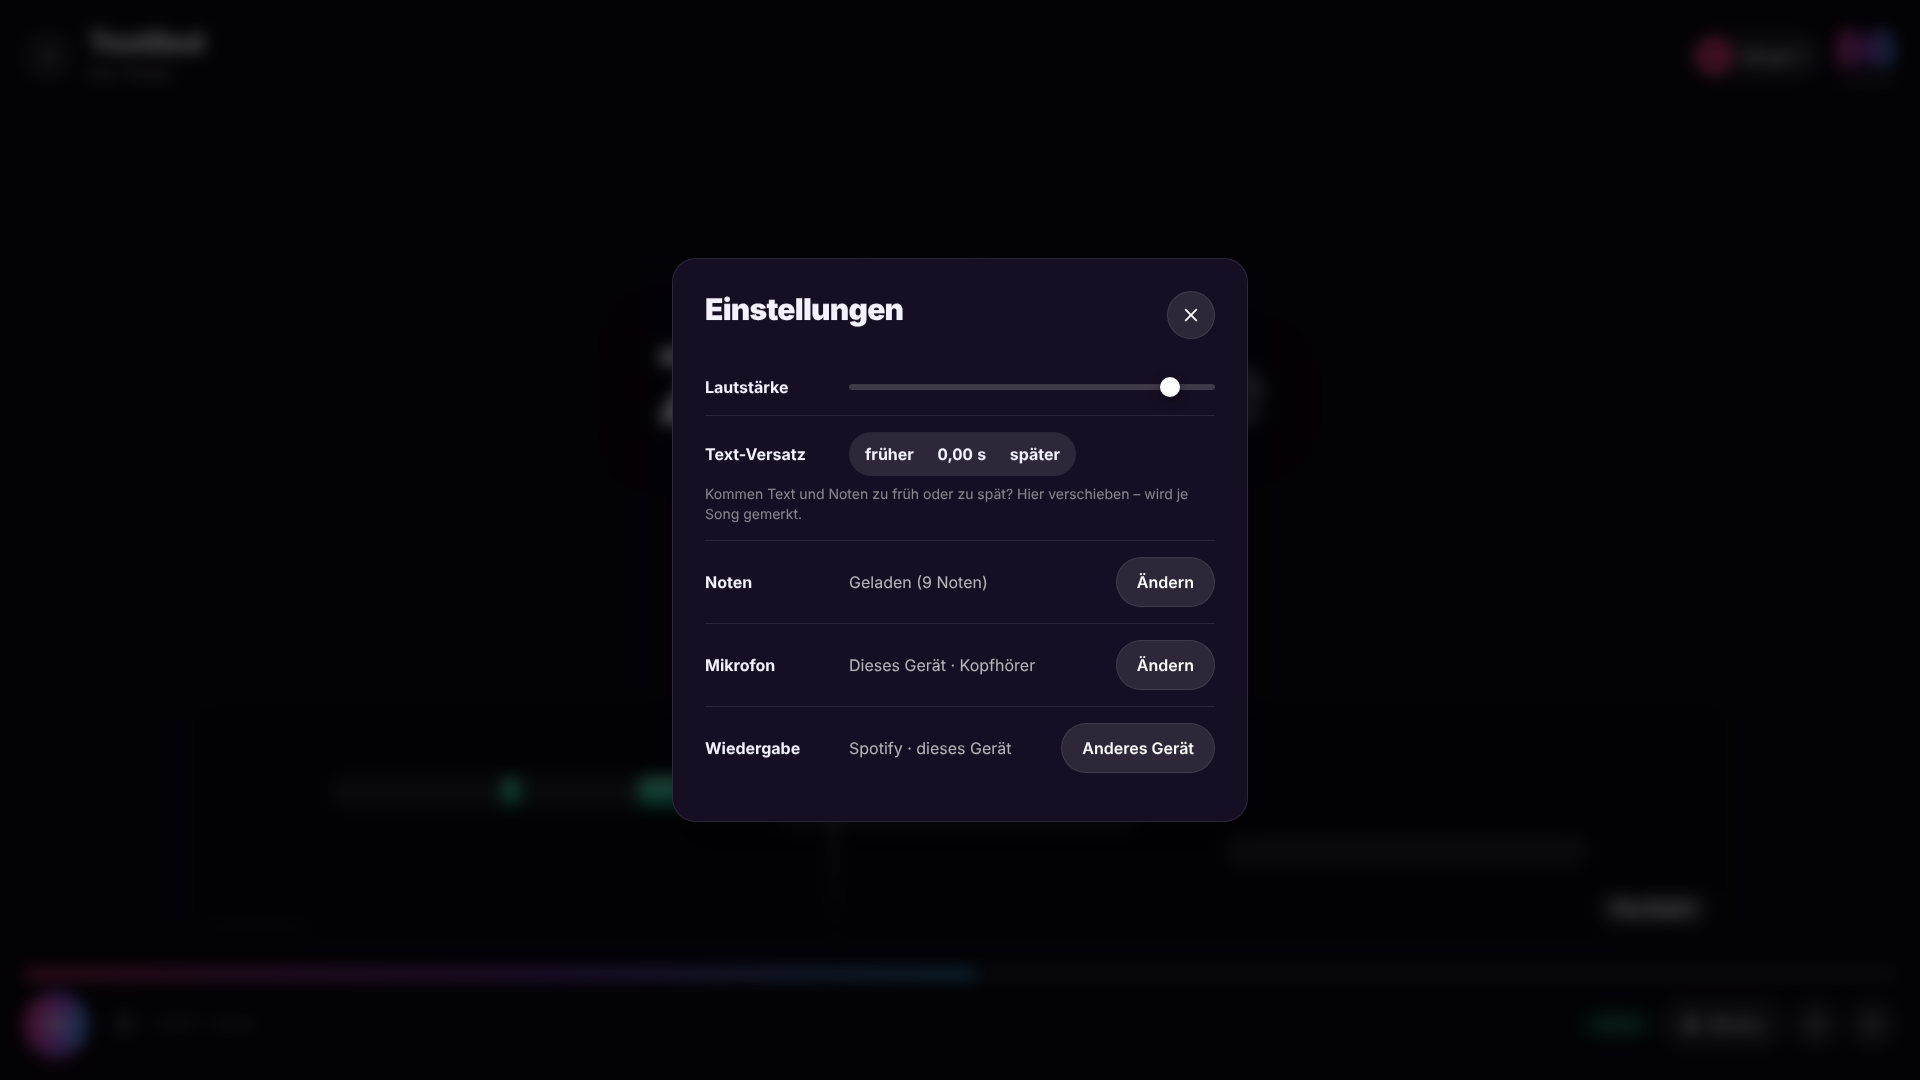 Einstellungen
Lautstärke
Text-Versatz früher 0,00 s später
Kommen Text und Noten zu früh oder zu spät? Hier verschieben – wird je
Song gemerkt.
Noten Geladen (9 Noten) Ändern
Mikrofon Dieses Gerät · Kopfhörer Ändern
Wiedergabe Spotify · dieses Gerät Anderes Gerät